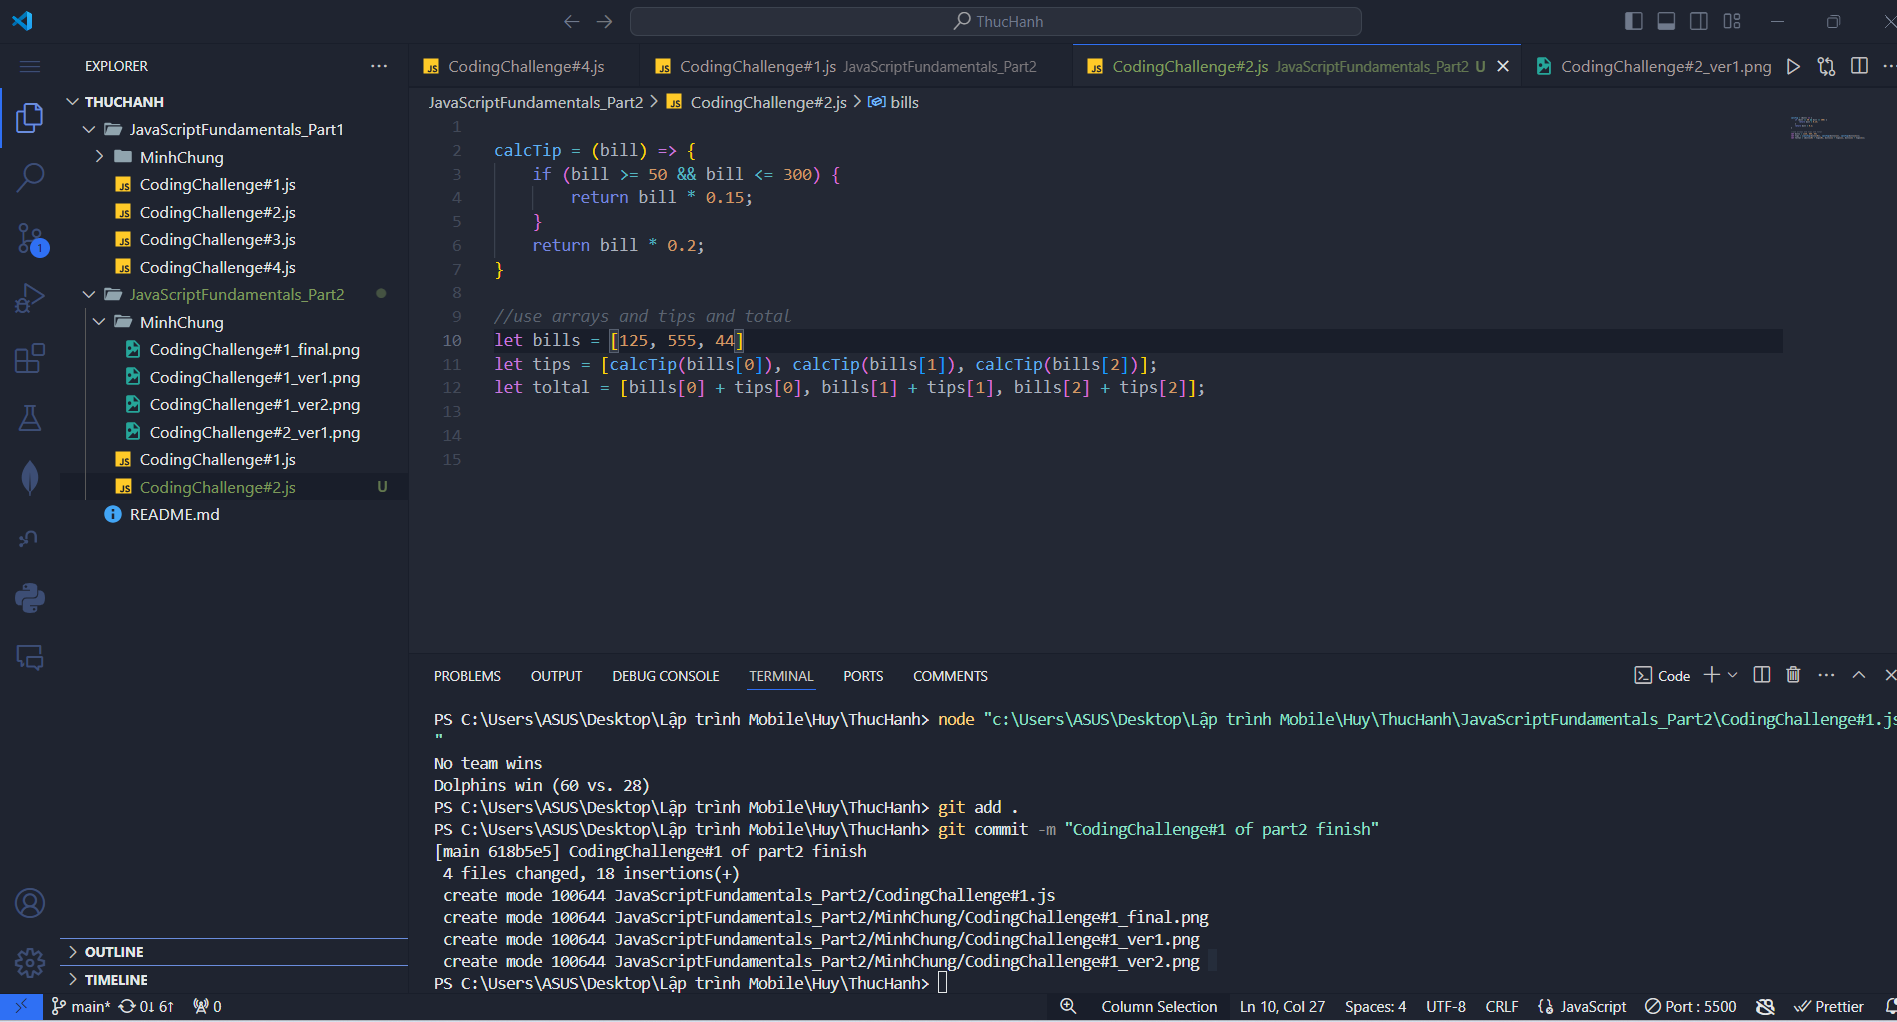 ThucHanh
EXPLORER
THUCHANH
JavaScriptFundamentals_Part1
MinhChung
CodingChallenge#1.js
CodingChallenge#2.js
CodingChallenge#3.js
CodingChallenge#4.js
JavaScriptFundamentals_Part2
MinhChung
CodingChallenge#1_final.png
CodingChallenge#1_ver1.png
CodingChallenge#1_ver2.png
CodingChallenge#2_ver1.png
CodingChallenge#1.js
CodingChallenge#2.js U
README.md
OUTLINE
TIMELINE
1
CodingChallenge#4.js
CodingChallenge#1.js JavaScriptFundamentals_Part2
CodingChallenge#2.js JavaScriptFundamentals_Part2 U
CodingChallenge#2_ver1.png
JavaScriptFundamentals_Part2 > CodingChallenge#2.js > bills
1
2 calcTip = (bill) => {
3 if (bill >= 50 && bill <= 300) {
4 return bill * 0.15;
5 }
6 return bill * 0.2;
7 }
8
9 //use arrays and tips and total
10 let bills = [125, 555, 44]
11 let tips = [calcTip(bills[0]), calcTip(bills[1]), calcTip(bills[2])];
12 let toltal = [bills[0] + tips[0], bills[1] + tips[1], bills[2] + tips[2]];
13
14
15
PROBLEMS OUTPUT DEBUG CONSOLE TERMINAL PORTS COMMENTS
Code
PS C:\Users\ASUS\Desktop\Lập trình Mobile\Huy\ThucHanh> node "c:\Users\ASUS\Desktop\Lập trình Mobile\Huy\ThucHanh\JavaScriptFundamentals_Part2\CodingChallenge#1.js
"
No team wins
Dolphins win (60 vs. 28)
PS C:\Users\ASUS\Desktop\Lập trình Mobile\Huy\ThucHanh> git add .
PS C:\Users\ASUS\Desktop\Lập trình Mobile\Huy\ThucHanh> git commit -m "CodingChallenge#1 of part2 finish"
[main 618b5e5] CodingChallenge#1 of part2 finish
4 files changed, 18 insertions(+)
create mode 100644 JavaScriptFundamentals_Part2/CodingChallenge#1.js
create mode 100644 JavaScriptFundamentals_Part2/MinhChung/CodingChallenge#1_final.png
create mode 100644 JavaScriptFundamentals_Part2/MinhChung/CodingChallenge#1_ver1.png
create mode 100644 JavaScriptFundamentals_Part2/MinhChung/CodingChallenge#1_ver2.png
PS C:\Users\ASUS\Desktop\Lập trình Mobile\Huy\ThucHanh>
main* 0↓ 6↑ 0 Column Selection Ln 10, Col 27 Spaces: 4 UTF-8 CRLF JavaScript Port : 5500 Prettier